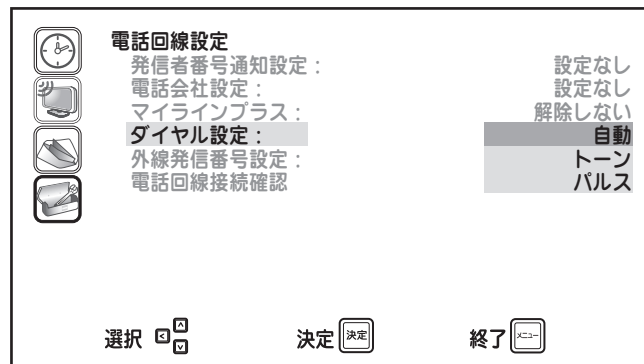 電話回線設定
発信者番号通知設定： 設定なし
電話会社設定： 設定なし
マイラインプラス： 解除しない
ダイヤル設定： 自動
外線発信番号設定： トーン
電話回線接続確認 パルス
選択 決定 決定 終了 メニュー